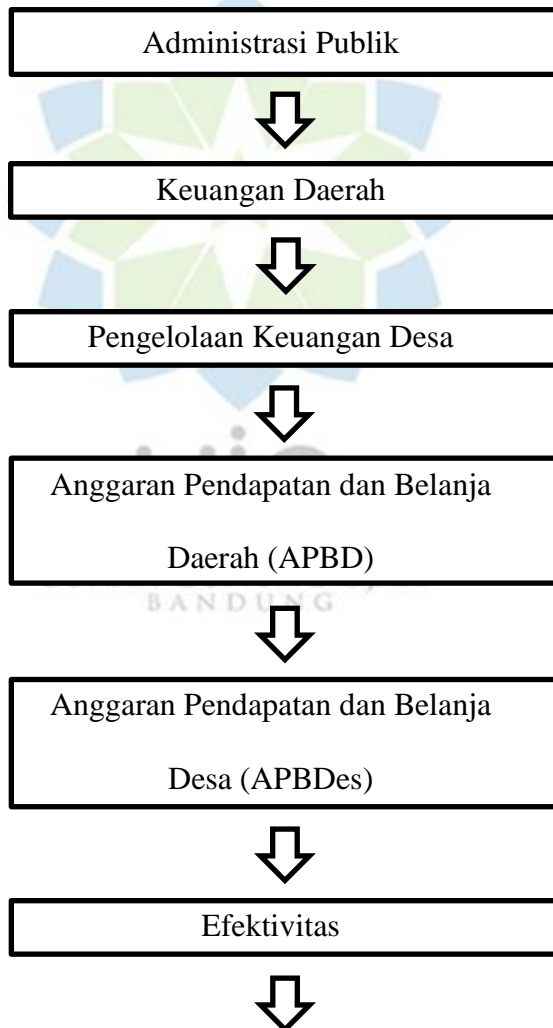 Administrasi Publik
Keuangan Daerah
Pengelolaan Keuangan Desa
Anggaran Pendapatan dan Belanja
Daerah (APBD)
BANDUNG
Anggaran Pendapatan dan Belanja
Desa (APBDes)
Efektivitas